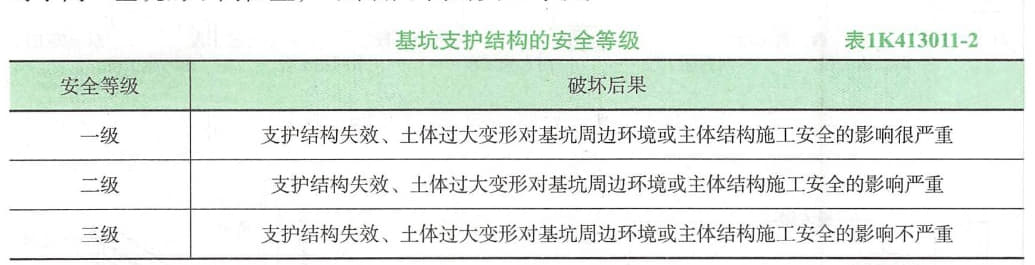 基坑支护结构的安全等级 表1K413011-2
安全等级 破坏后果
一级 支护结构失效、土体过大变形对基坑周边环境或主体结构施工安全的影响很严重
二级 支护结构失效、土体过大变形对基坑周边环境或主体结构施工安全的影响严重
三级 支护结构失效、土体过大变形对基坑周边环境或主体结构施工安全的影响不严重